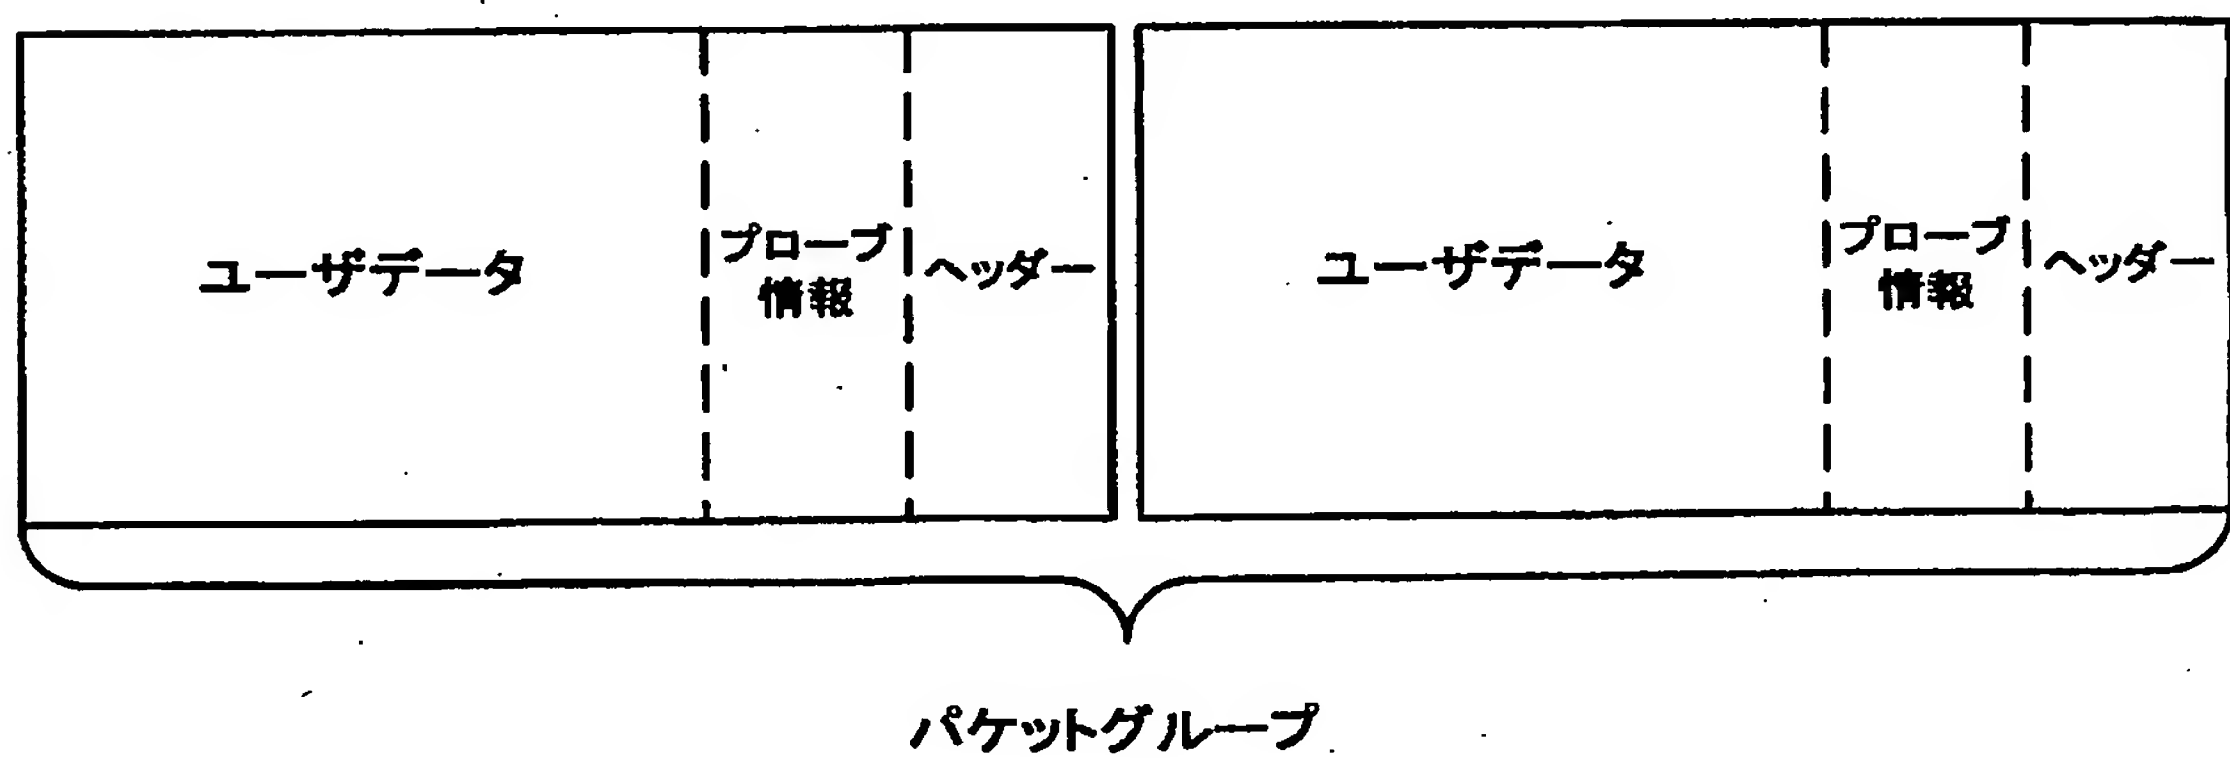 ユーザデータ
プローブ
情報
ヘッダー
ユーザデータ
プローブ
情報
ヘッダー
パケットグループ